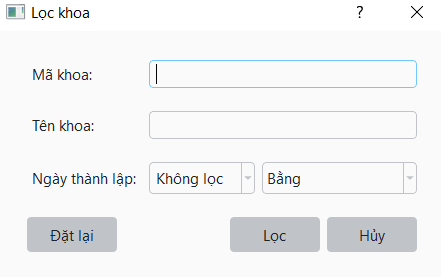 Lọc khoa ?
Mã khoa:
Tên khoa:
Ngày thành lập: Không lọc Bằng
Đặt lại Lọc Hủy